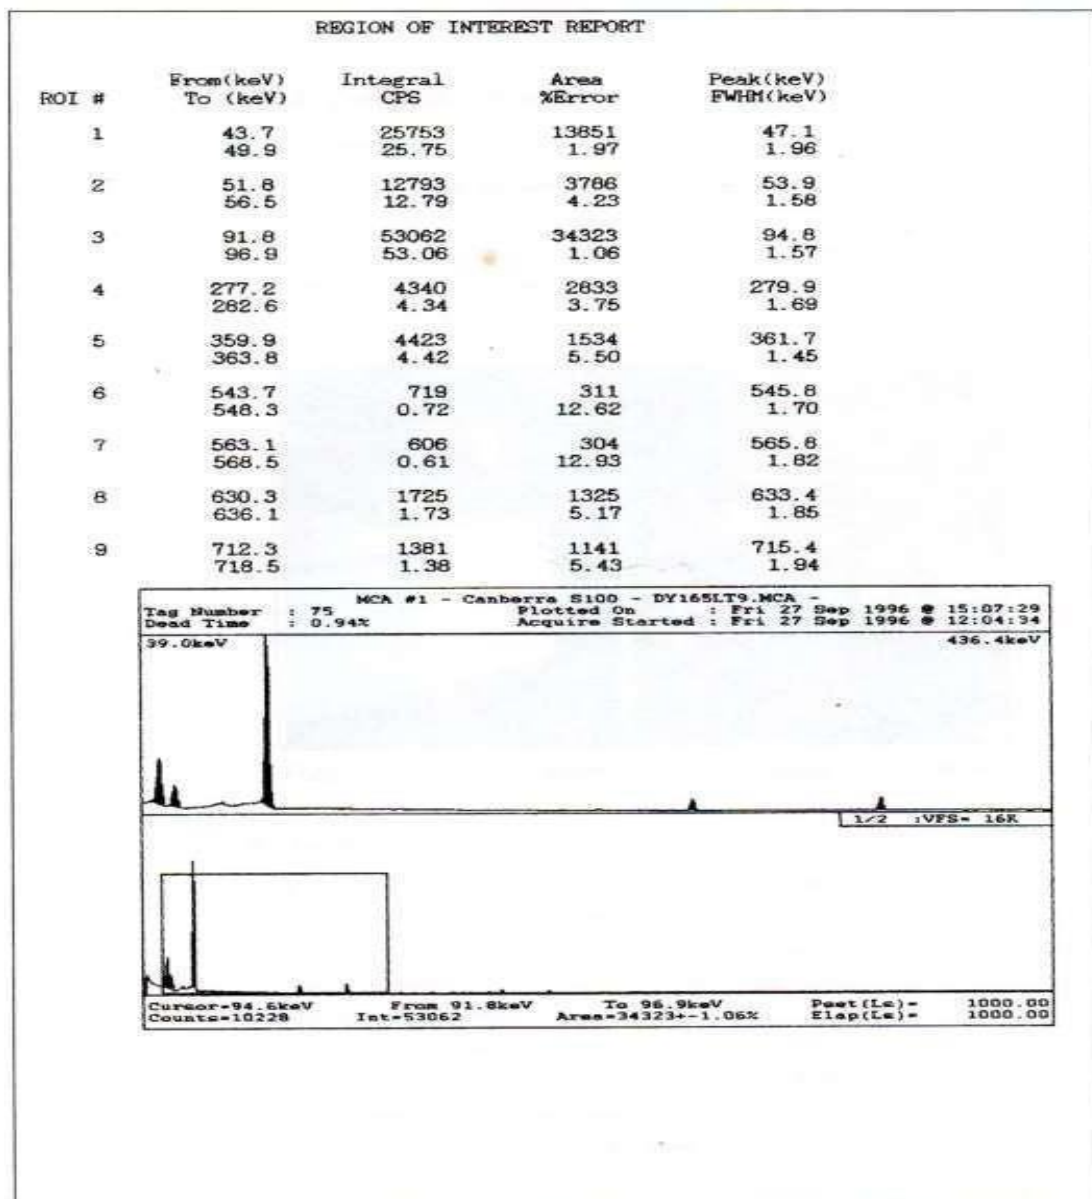 REGION OF INTEREST REPORT
From(keV) Integral Area Peak(keV)
ROI # To (keV) CPS %Error FWHM(keV)
1 43.7 25753 13851 47.1
49.9 25.75 1.97 1.96
2 51.8 12793 3786 53.9
56.5 12.79 4.23 1.58
3 91.8 53062 34323 94.8
96.9 53.06 1.06 1.57
4 277.2 4340 2833 279.9
282.6 4.34 3.75 1.69
5 359.9 4423 1534 361.7
363.8 4.42 5.50 1.45
6 543.7 719 311 545.8
548.3 0.72 12.62 1.70
7 563.1 606 304 565.8
568.5 0.61 12.93 1.82
8 630.3 1725 1325 633.4
636.1 1.73 5.17 1.85
9 712.3 1381 1141 715.4
718.5 1.38 5.43 1.94
MCA #1 - Canberra S100 - DY165LT9.MCA -
Tag Number : 75 Plotted On : Fri 27 Sep 1996 @ 15:07:29
Dead Time : 0.94% Acquire Started : Fri 27 Sep 1996 @ 12:04:34
39.0keV 436.4keV
1/2 :VFS= 16K
Cursor=94.6keV From 91.8keV To 96.9keV Pset(Ls)= 1000.00
Counts=10228 Int=53062 Area=34323+-1.06% Elap(Ls)= 1000.00